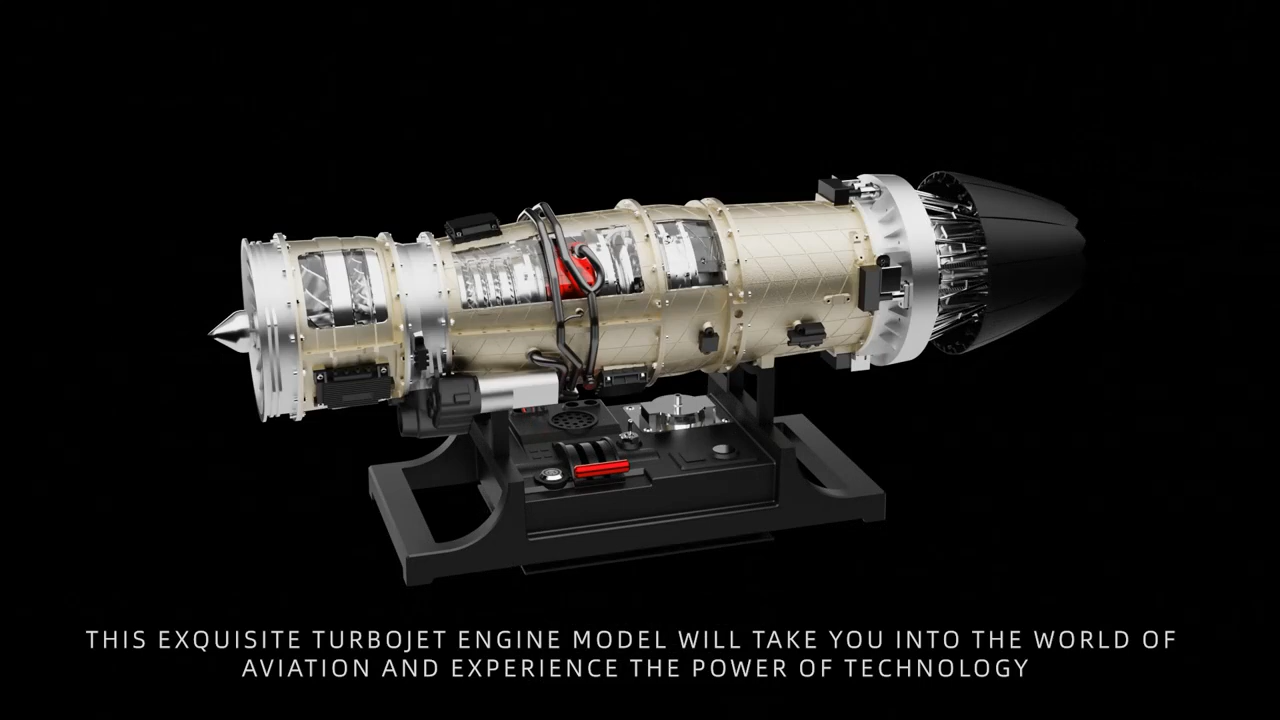 THIS EXQUISITE TURBOJET ENGINE MODEL WILL TAKE YOU INTO THE WORLD OF
AVIATION AND EXPERIENCE THE POWER OF TECHNOLOGY